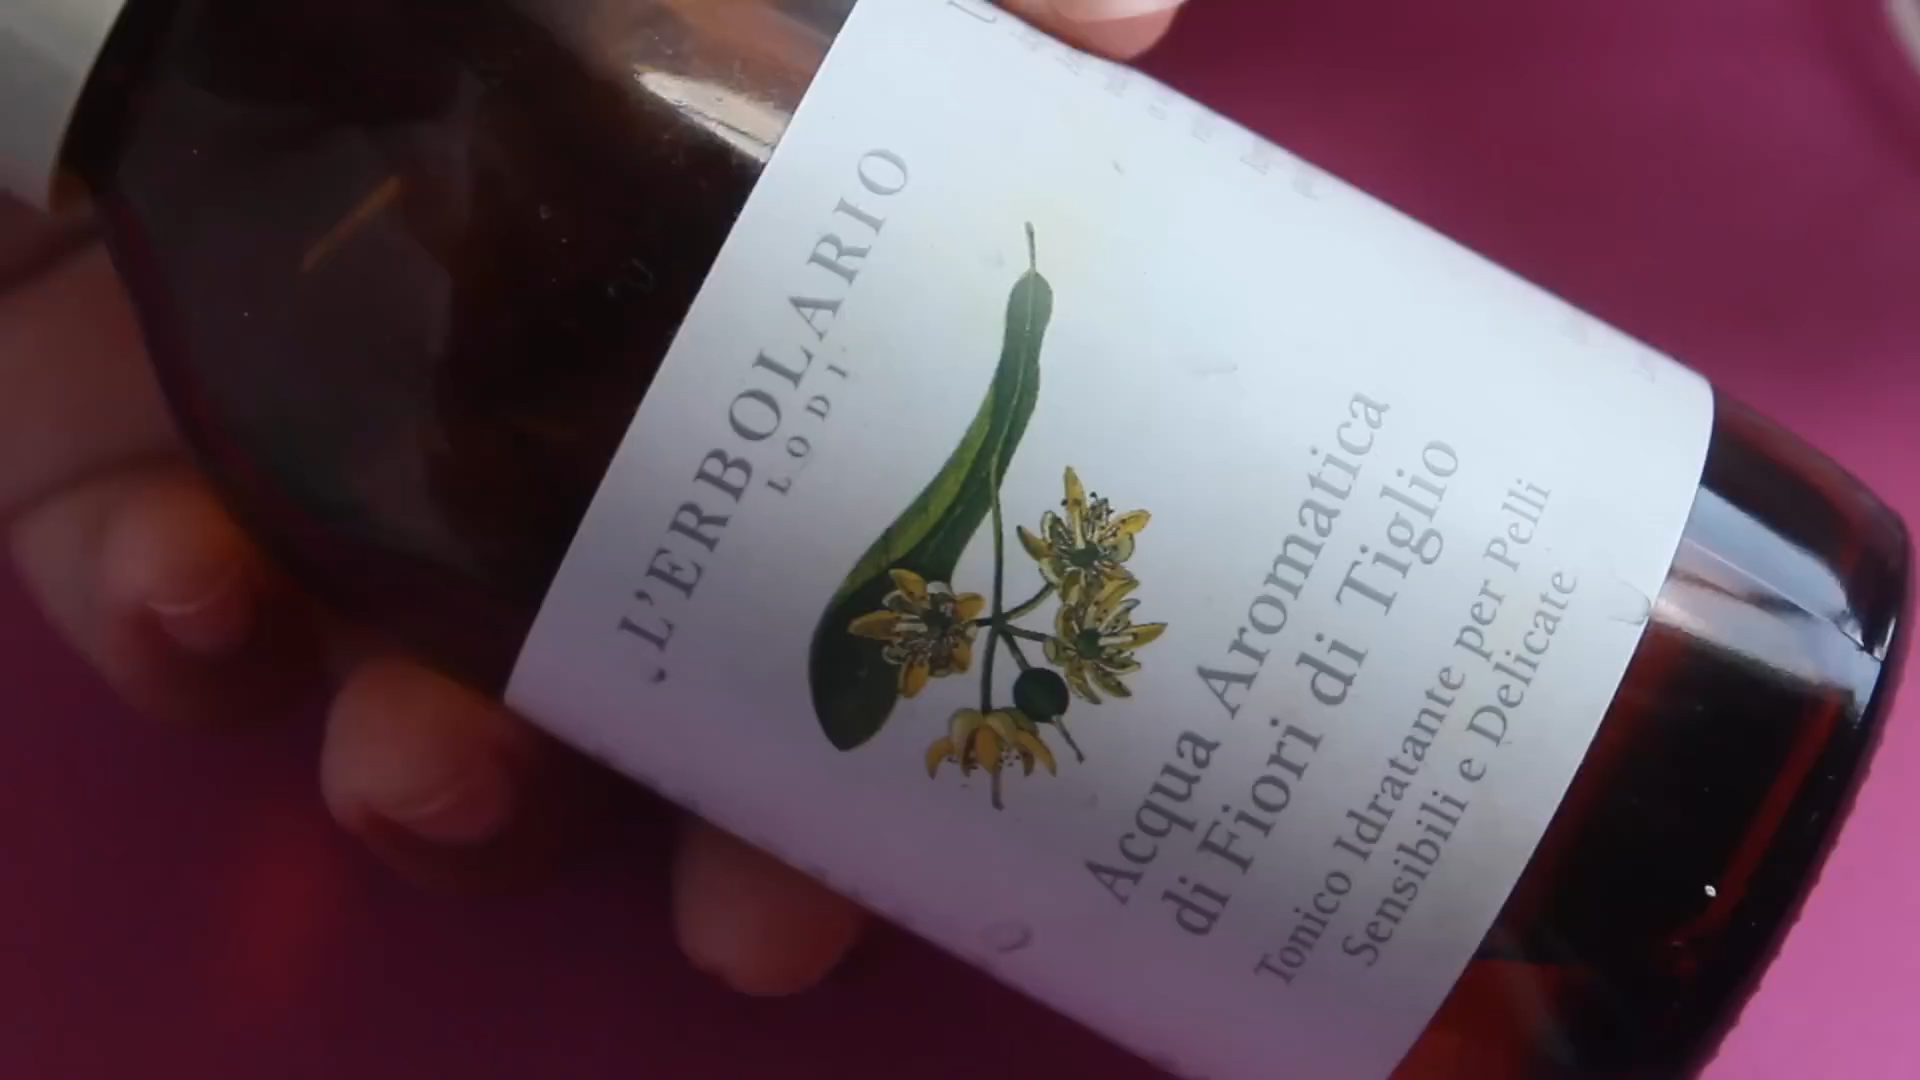 L'ERBOLARIO
LODI
Acqua Aromatica
di Fiori di Tiglio
Tonico Idratante per Pelli
Sensibili e Delicate